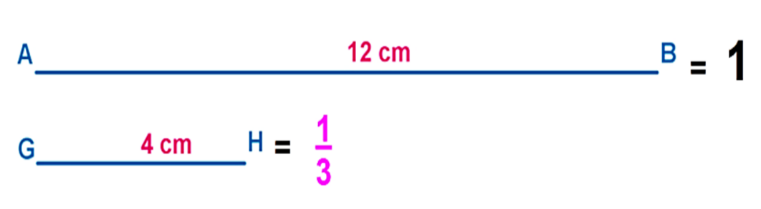 A 12 cm B = 1
G 4 cm H = 1/3